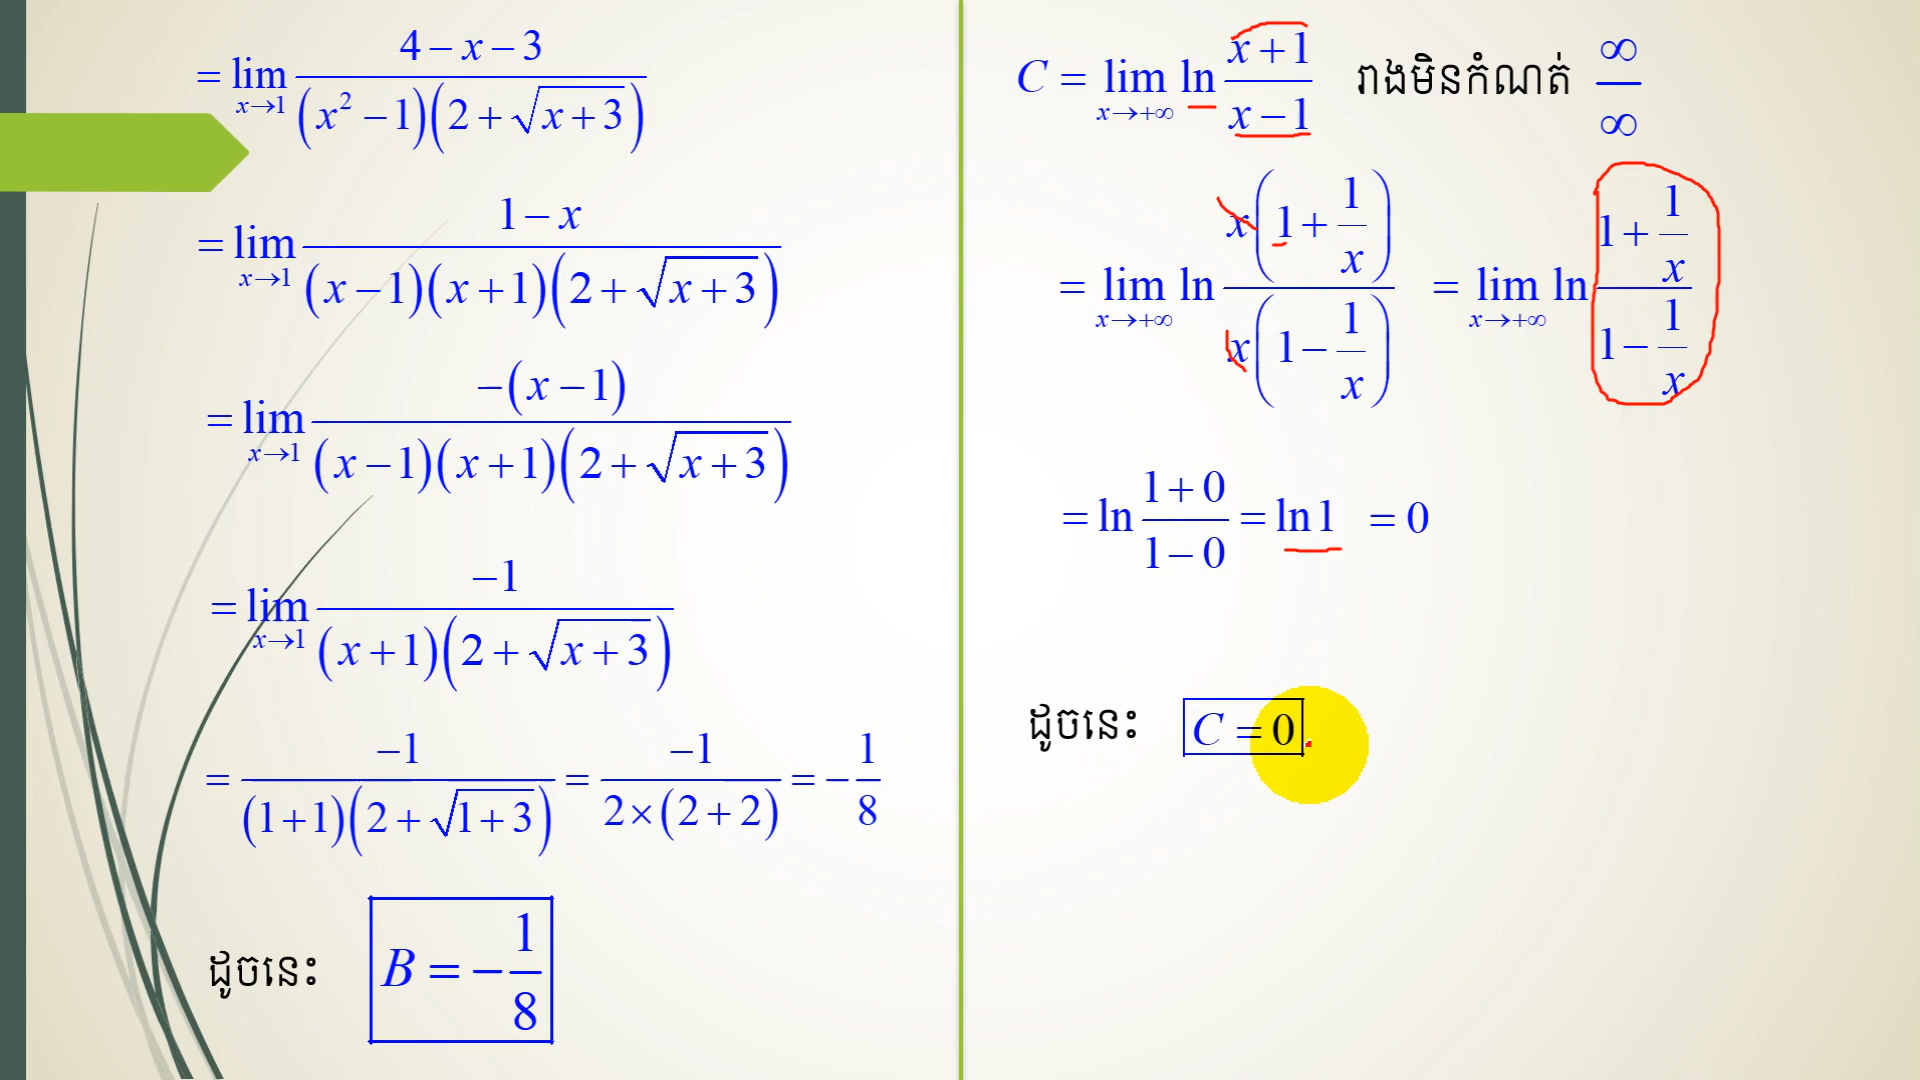 = lim_{x→1} (4 − x − 3) / ((x² − 1)(2 + √(x + 3)))
= lim_{x→1} (1 − x) / ((x − 1)(x + 1)(2 + √(x + 3)))
= lim_{x→1} −(x − 1) / ((x − 1)(x + 1)(2 + √(x + 3)))
= lim_{x→1} −1 / ((x + 1)(2 + √(x + 3)))
= −1 / ((1 + 1)(2 + √(1 + 3))) = −1 / (2 × (2 + 2)) = − 1/8
ដូចនេះ B = − 1/8
C = lim_{x→+∞} ln (x + 1)/(x − 1) រាងមិនកំណត់ ∞/∞
= lim_{x→+∞} ln (x(1 + 1/x)) / (x(1 − 1/x)) = lim_{x→+∞} ln (1 + 1/x) / (1 − 1/x)
= ln (1 + 0)/(1 − 0) = ln 1 = 0
ដូចនេះ C = 0